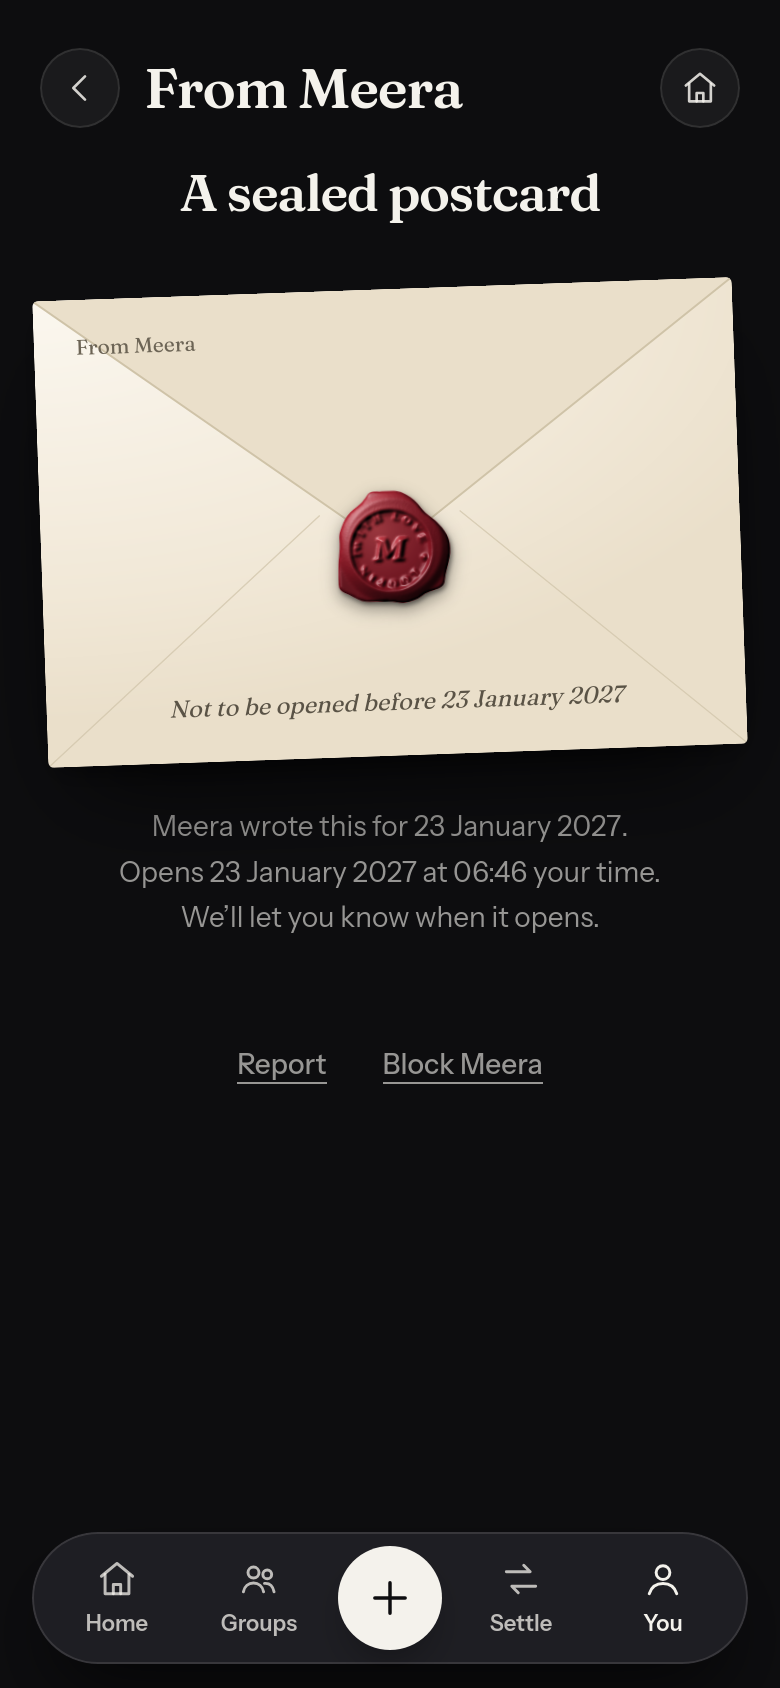 From Meera
A sealed postcard
From Meera
M
Not to be opened before 23 January 2027
Meera wrote this for 23 January 2027.
Opens 23 January 2027 at 06:46 your time.
We’ll let you know when it opens.
Report
Block Meera
Home
Groups
Settle
You